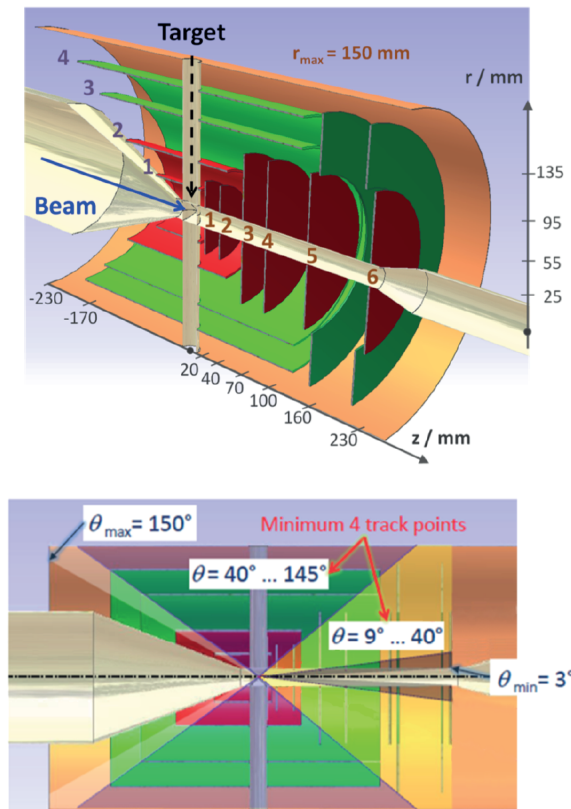 Target
r_max = 150 mm
r / mm
4
3
2
1
135
Beam
1
2
3
4
5
6
95
55
25
-230
-170
20
40
70
100
160
230
z / mm
θ_max = 150°
Minimum 4 track points
θ = 40° ... 145°
θ = 9° ... 40°
θ_min = 3°